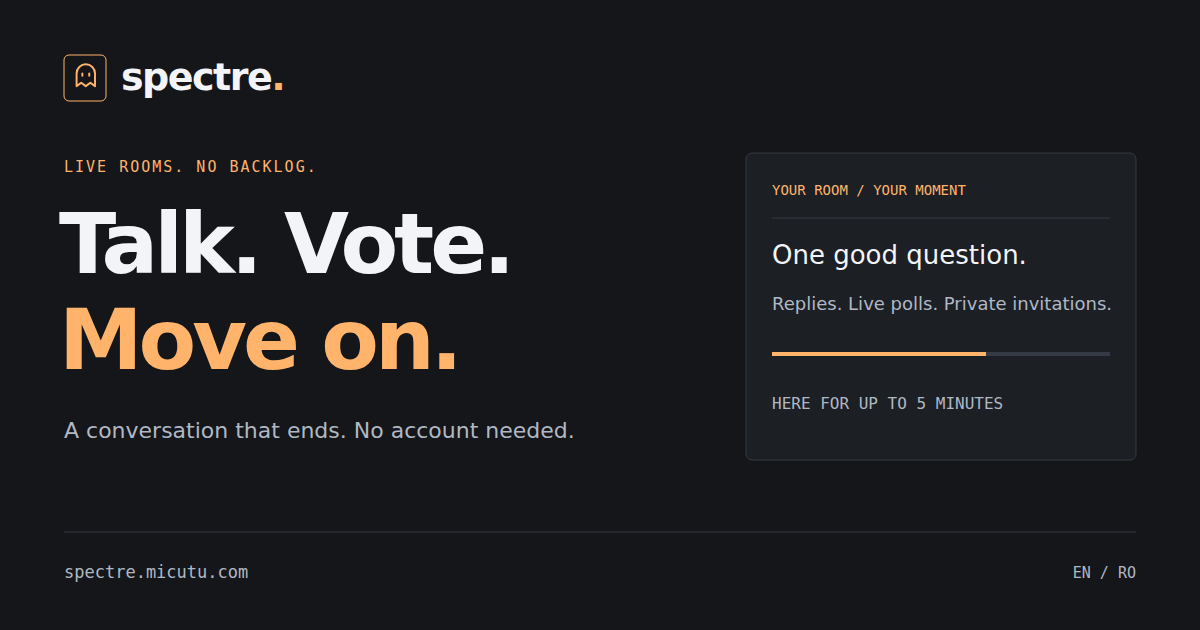 spectre.
LIVE ROOMS. NO BACKLOG.
Talk. Vote.
Move on.
A conversation that ends. No account needed.
YOUR ROOM / YOUR MOMENT
One good question.
Replies. Live polls. Private invitations.
HERE FOR UP TO 5 MINUTES
spectre.micutu.com
EN / RO